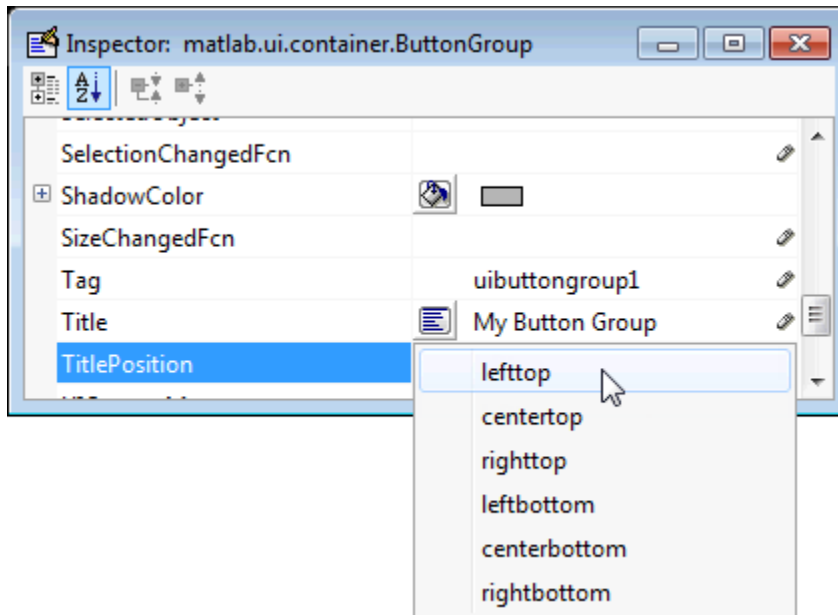 Inspector: matlab.ui.container.ButtonGroup
SelectionChangedFcn
ShadowColor
SizeChangedFcn
Tag uibuttongroup1
Title My Button Group
TitlePosition
lefttop
centertop
righttop
leftbottom
centerbottom
rightbottom